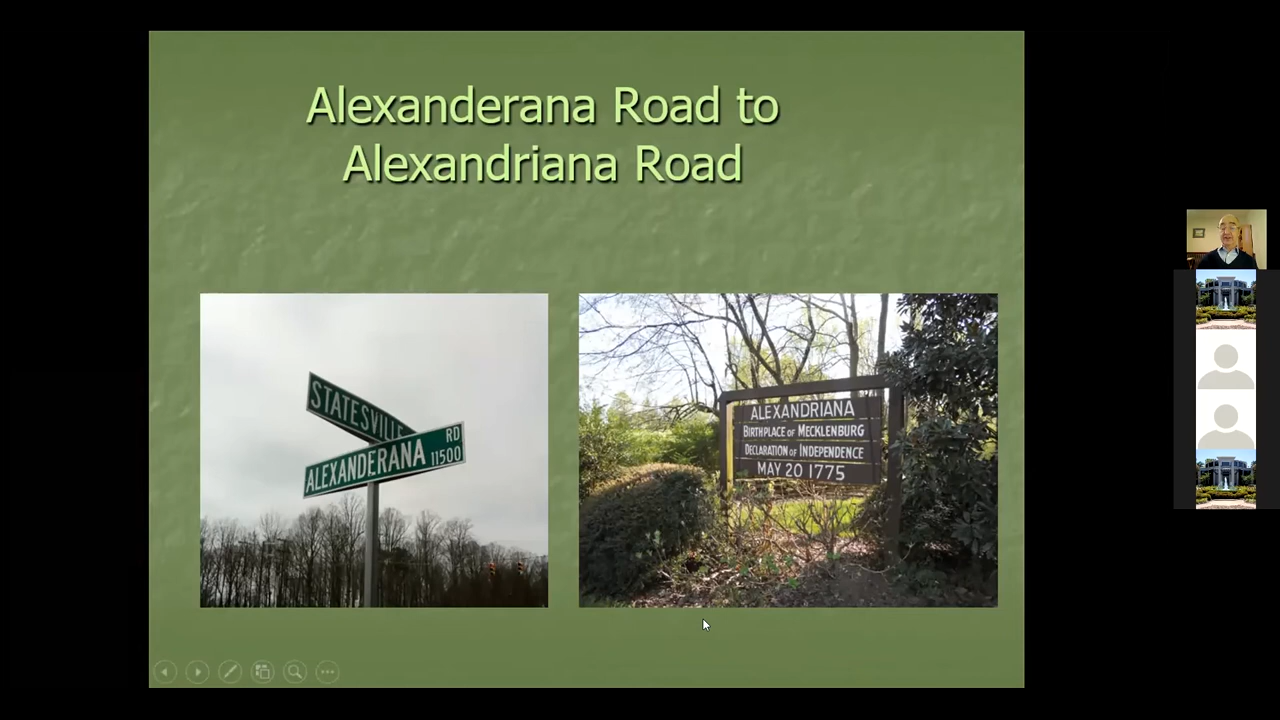 Alexanderana Road to
Alexandriana Road
STATESVILLE
ALEXANDERANA RD 11500
ALEXANDRIANA
BIRTHPLACE OF MECKLENBURG
DECLARATION OF INDEPENDENCE
MAY 20 1775